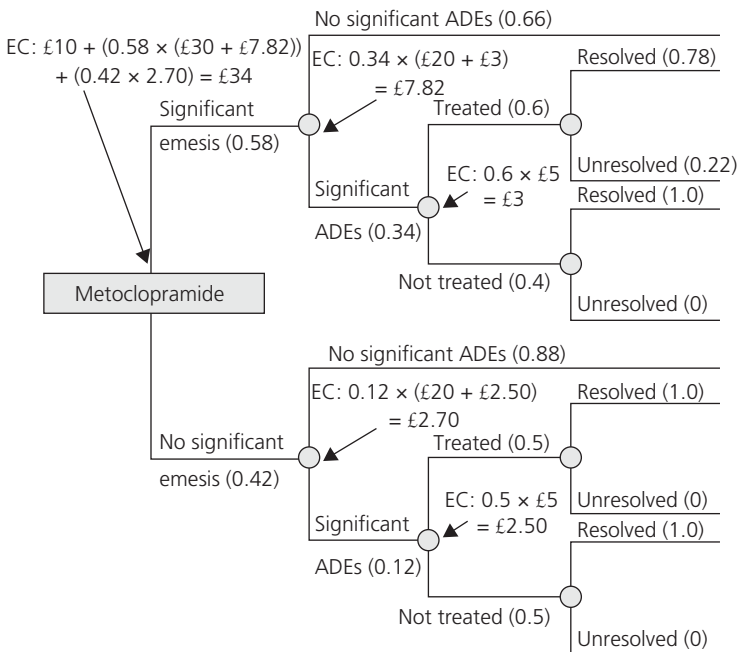 No significant ADEs (0.66)
EC: £10 + (0.58 × (£30 + £7.82))
+ (0.42 × 2.70) = £34
EC: 0.34 × (£20 + £3)
= £7.82
Resolved (0.78)
Significant
emesis (0.58)
Treated (0.6)
Unresolved (0.22)
EC: 0.6 × £5
= £3
Significant
ADEs (0.34)
Resolved (1.0)
Not treated (0.4)
Unresolved (0)
Metoclopramide
No significant ADEs (0.88)
EC: 0.12 × (£20 + £2.50)
= £2.70
Resolved (1.0)
No significant
emesis (0.42)
Treated (0.5)
Unresolved (0)
EC: 0.5 × £5
= £2.50
Significant
ADEs (0.12)
Resolved (1.0)
Not treated (0.5)
Unresolved (0)